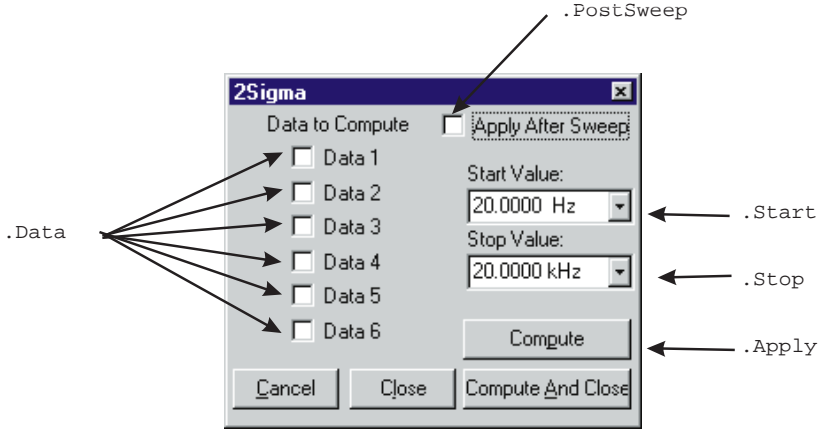 .PostSweep
2Sigma
Data to Compute
Apply After Sweep
Data 1
Data 2
Data 3
Data 4
Data 5
Data 6
.Data
Start Value:
20.0000 Hz
.Start
Stop Value:
20.0000 kHz
.Stop
Compute
.Apply
Cancel
Close
Compute And Close